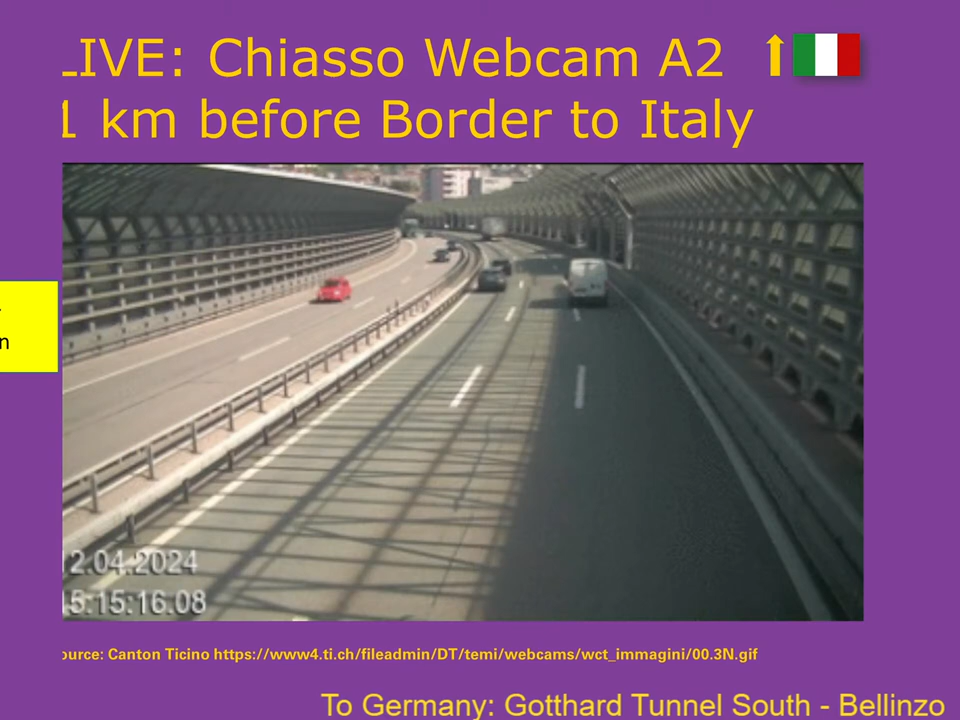 LIVE: Chiasso Webcam A2
1 km before Border to Italy
n
12.04.2024
15:15:16.08
ource: Canton Ticino https://www4.ti.ch/fileadmin/DT/temi/webcams/wct_immagini/00.3N.gif
To Germany: Gotthard Tunnel South - Bellinzo